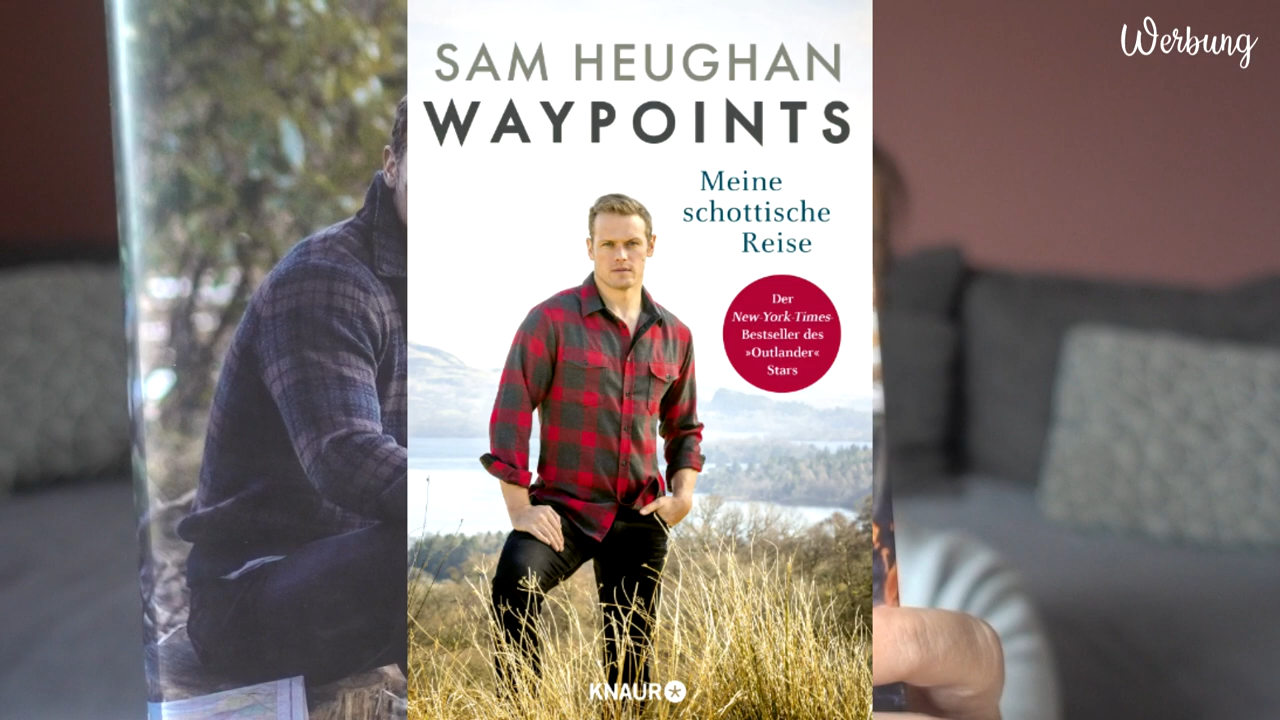 Werbung
SAM HEUGHAN
WAYPOINTS
Meine
schottische
Reise
Der
New-York-Times-
Bestseller des
»Outlander«
Stars
KNAUR